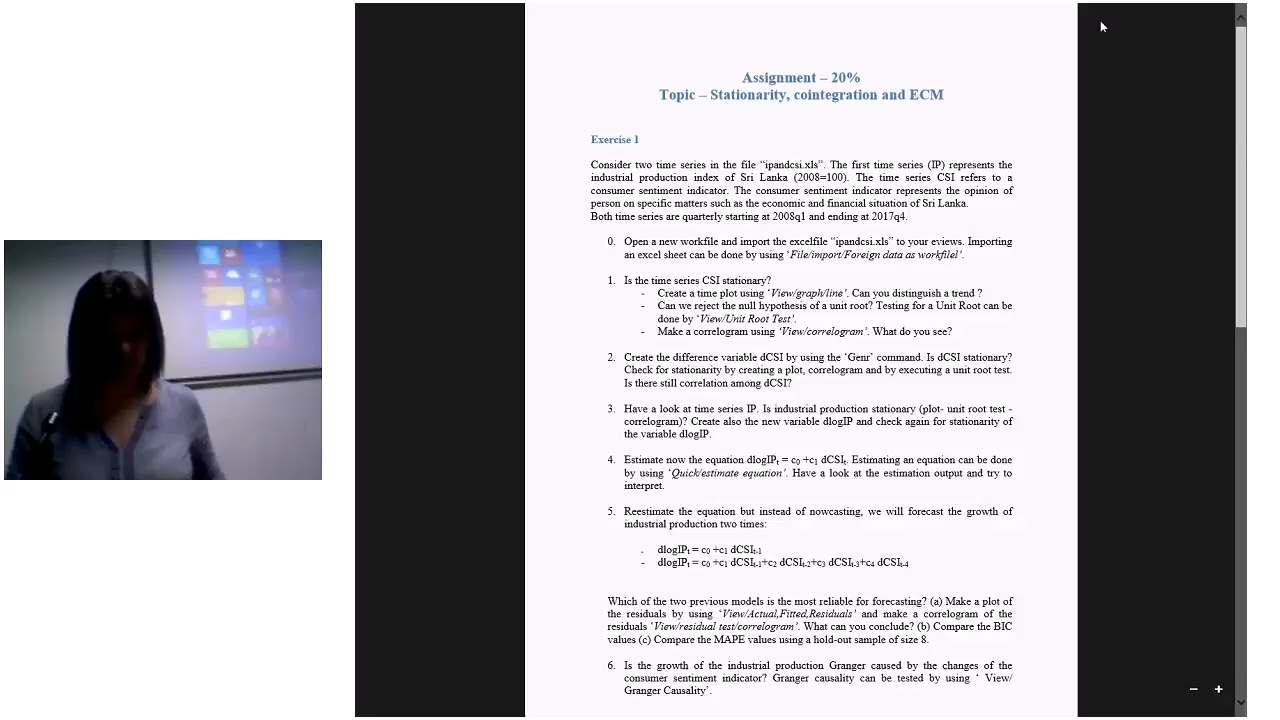 Assignment – 20%
Topic – Stationarity, cointegration and ECM
Exercise 1
Consider two time series in the file “ipandcsi.xls”. The first time series (IP) represents the
industrial production index of Sri Lanka (2008=100). The time series CSI refers to a
consumer sentiment indicator. The consumer sentiment indicator represents the opinion of
person on specific matters such as the economic and financial situation of Sri Lanka.
Both time series are quarterly starting at 2008q1 and ending at 2017q4.
0. Open a new workfile and import the excelfile “ipandcsi.xls” to your eviews. Importing
an excel sheet can be done by using ‘File/import/Foreign data as workfilel’.
1. Is the time series CSI stationary?
- Create a time plot using ‘View/graph/line’. Can you distinguish a trend ?
- Can we reject the null hypothesis of a unit root? Testing for a Unit Root can be
done by ‘View/Unit Root Test’.
- Make a correlogram using ‘View/correlogram’. What do you see?
2. Create the difference variable dCSI by using the ‘Genr’ command. Is dCSI stationary?
Check for stationarity by creating a plot, correlogram and by executing a unit root test.
Is there still correlation among dCSI?
3. Have a look at time series IP. Is industrial production stationary (plot- unit root test -
correlogram)? Create also the new variable dlogIP and check again for stationarity of
the variable dlogIP.
4. Estimate now the equation dlogIPt = c0 +c1 dCSIt. Estimating an equation can be done
by using ‘Quick/estimate equation’. Have a look at the estimation output and try to
interpret.
5. Reestimate the equation but instead of nowcasting, we will forecast the growth of
industrial production two times:
- dlogIPt = c0 +c1 dCSIt-1
- dlogIPt = c0 +c1 dCSIt-1+c2 dCSIt-2+c3 dCSIt-3+c4 dCSIt-4
Which of the two previous models is the most reliable for forecasting? (a) Make a plot of
the residuals by using ‘View/Actual,Fitted,Residuals’ and make a correlogram of the
residuals ‘View/residual test/correlogram’. What can you conclude? (b) Compare the BIC
values (c) Compare the MAPE values using a hold-out sample of size 8.
6. Is the growth of the industrial production Granger caused by the changes of the
consumer sentiment indicator? Granger causality can be tested by using ‘ View/
Granger Causality’.